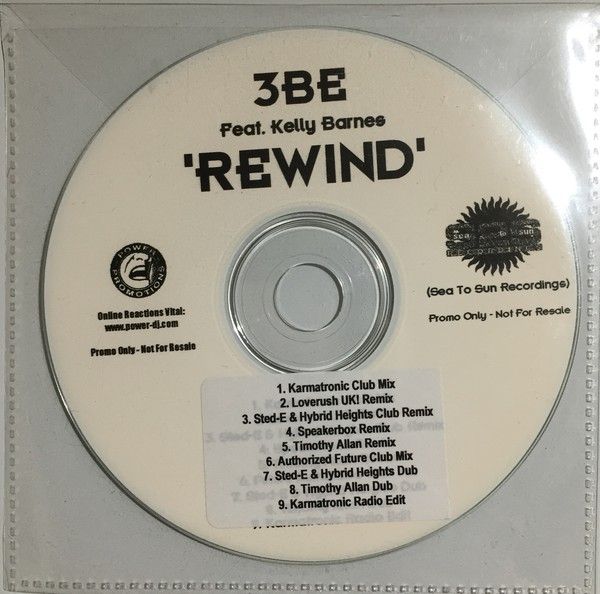 3BE
Feat. Kelly Barnes
'REWIND'
POWER
PROMOTIONS
Online Reactions Vital:
www.power-dj.com
Promo Only - Not For Resale
(Sea To Sun Recordings)
Promo Only - Not For Resale
1. Karmatronic Club Mix
2. Loverush UK! Remix
3. Sted-E & Hybrid Heights Club Remix
4. Speakerbox Remix
5. Timothy Allan Remix
6. Authorized Future Club Mix
7. Sted-E & Hybrid Heights Dub
8. Timothy Allan Dub
9. Karmatronic Radio Edit